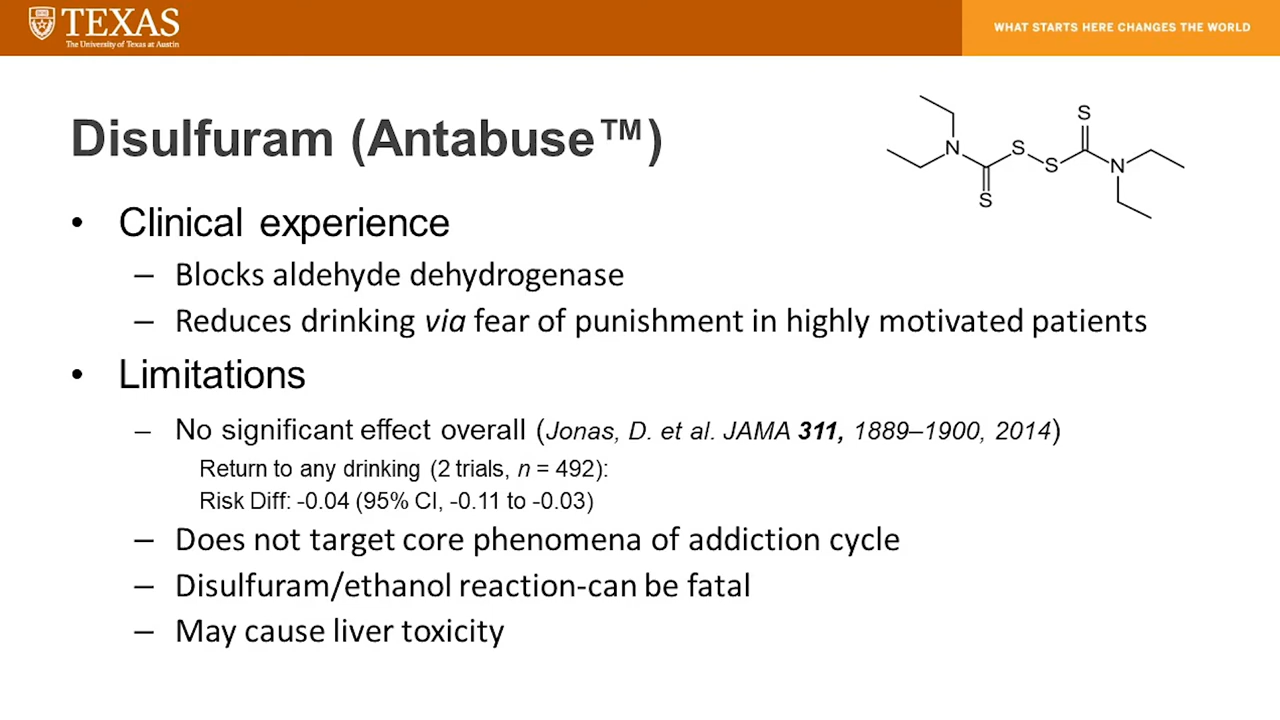 TEXAS
The University of Texas at Austin
WHAT STARTS HERE CHANGES THE WORLD
Disulfuram (Antabuse™)
N
S
S
S
S
N
• Clinical experience
– Blocks aldehyde dehydrogenase
– Reduces drinking via fear of punishment in highly motivated patients
• Limitations
– No significant effect overall (Jonas, D. et al. JAMA 311, 1889–1900, 2014)
Return to any drinking (2 trials, n = 492):
Risk Diff: -0.04 (95% CI, -0.11 to -0.03)
– Does not target core phenomena of addiction cycle
– Disulfuram/ethanol reaction-can be fatal
– May cause liver toxicity